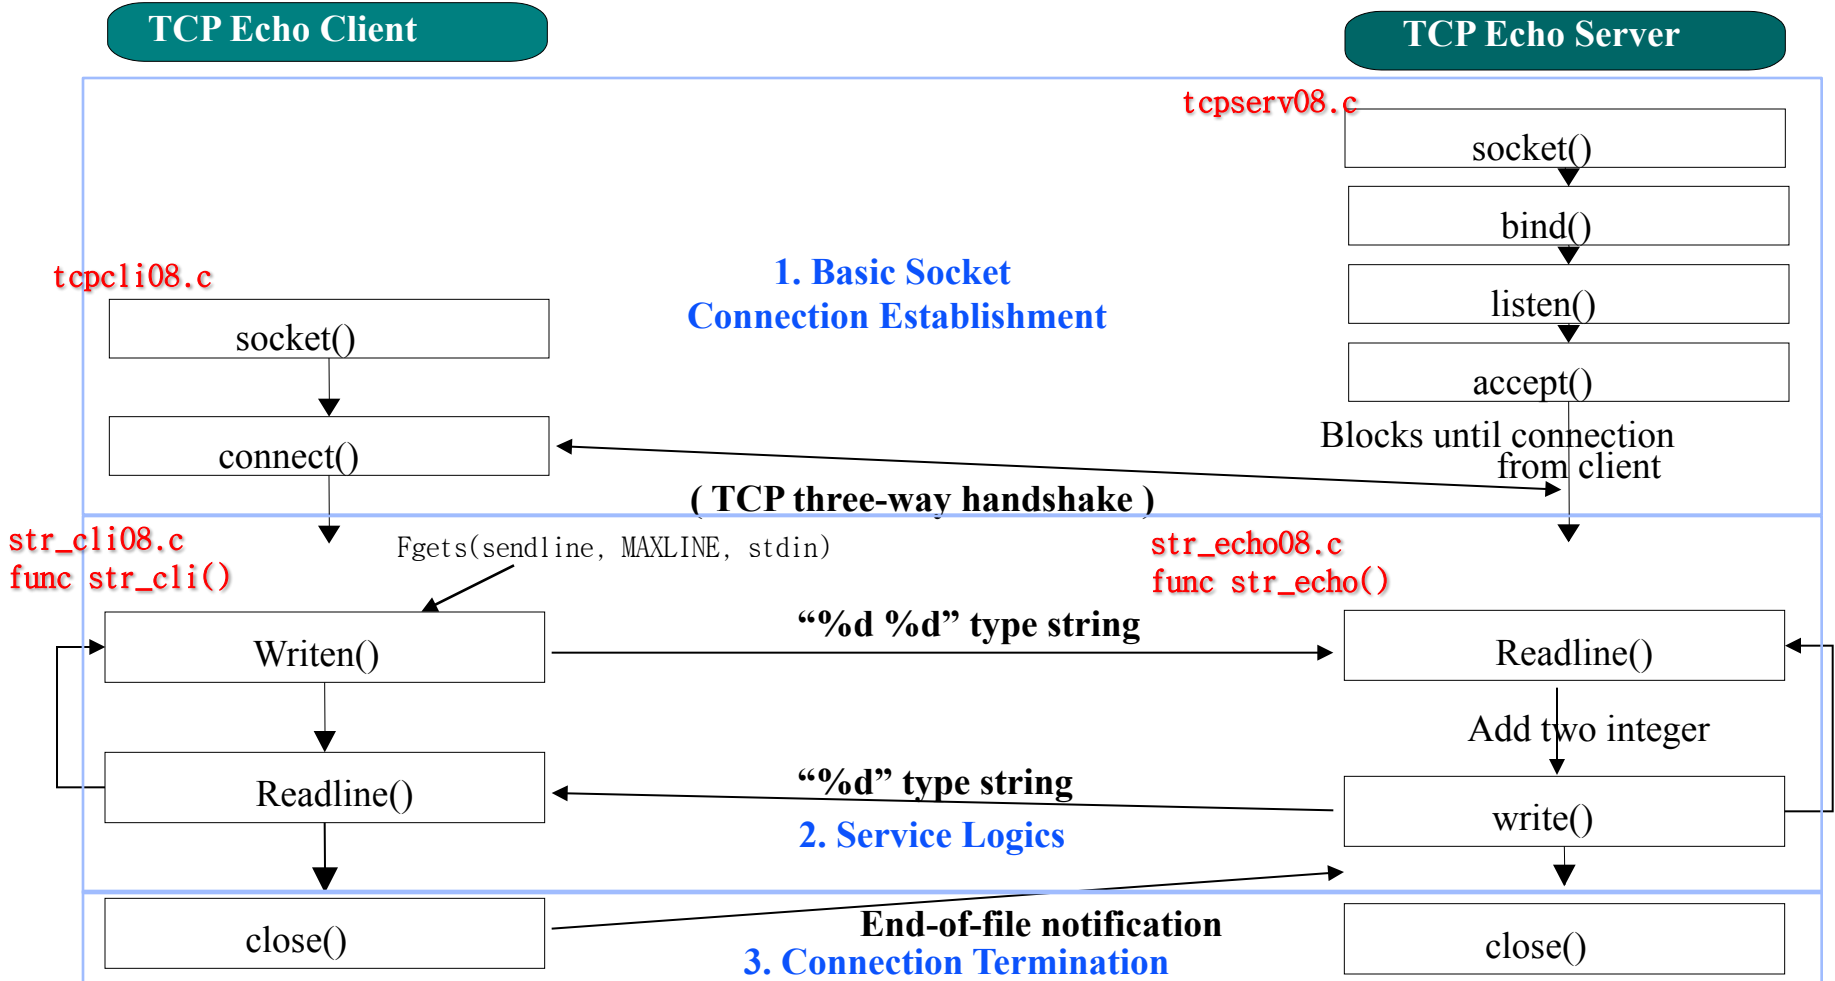 TCP Echo Client
TCP Echo Server
tcpserv08.c
socket()
bind()
listen()
accept()
Blocks until connection
from client
tcpcli08.c
socket()
connect()
1. Basic Socket
Connection Establishment
( TCP three-way handshake )
str_cli08.c
func str_cli()
Fgets(sendline, MAXLINE, stdin)
str_echo08.c
func str_echo()
Writen()
“%d %d” type string
Readline()
Add two integer
Readline()
“%d” type string
write()
2. Service Logics
close()
End-of-file notification
close()
3. Connection Termination